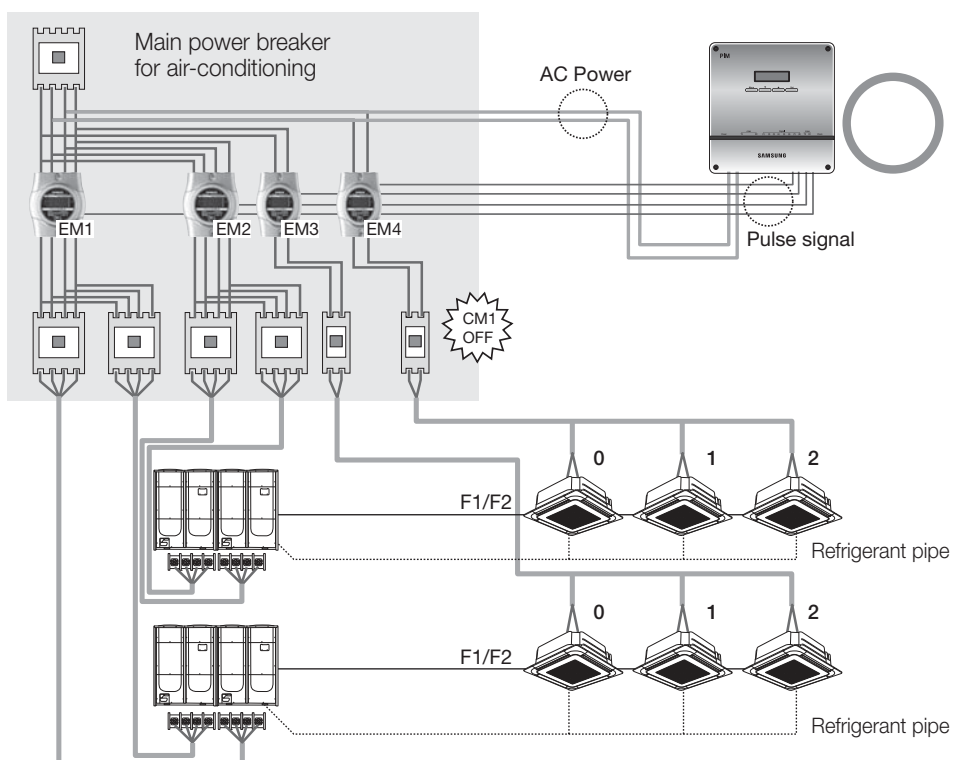 Main power breaker
for air-conditioning
AC Power
PIM
SAMSUNG
EM1
EM2
EM3
EM4
Pulse signal
CM1
OFF
0
1
2
F1/F2
Refrigerant pipe
0
1
2
F1/F2
Refrigerant pipe